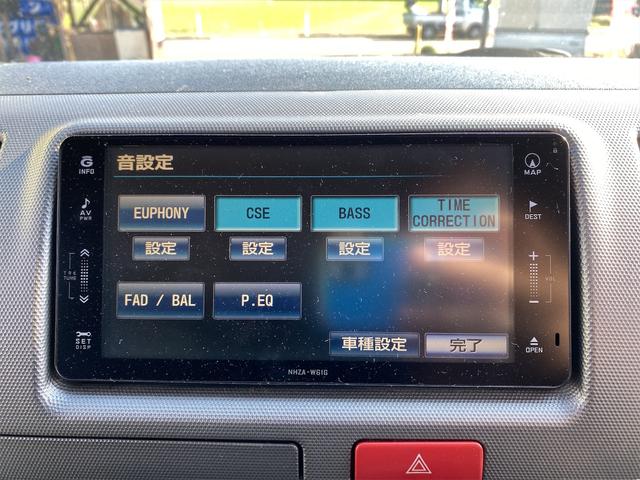 音設定
EUPHONY
CSE
BASS
TIME
CORRECTION
設定
設定
設定
設定
FAD / BAL
P.EQ
車種設定
完了
G
INFO
AV
PWR
TUNE
SET
DISP
MAP
DEST
+
VOL
-
OPEN
NHZA-W61G